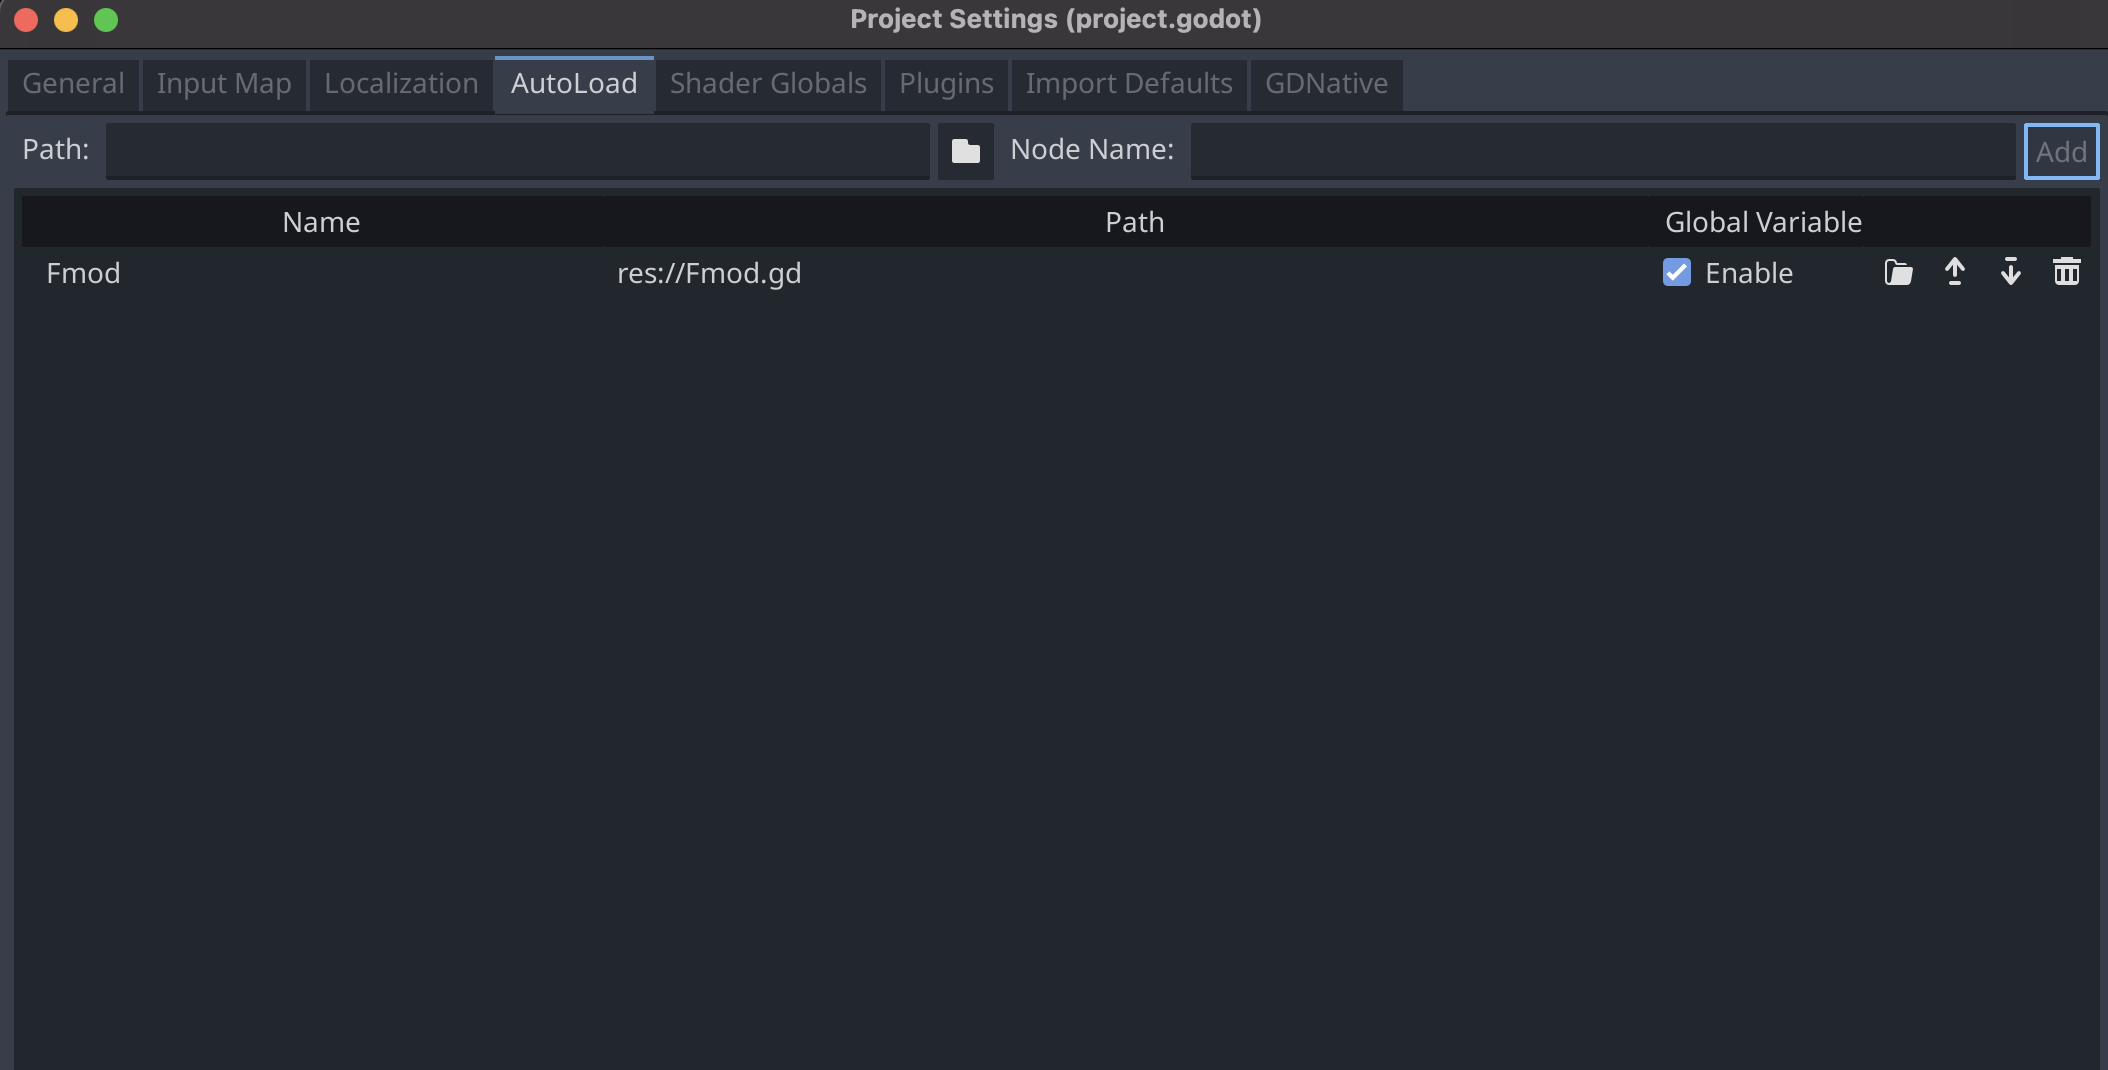 Project Settings (project.godot)
General Input Map Localization AutoLoad Shader Globals Plugins Import Defaults GDNative
Path: Node Name: Add
Name Path Global Variable
Fmod res://Fmod.gd Enable